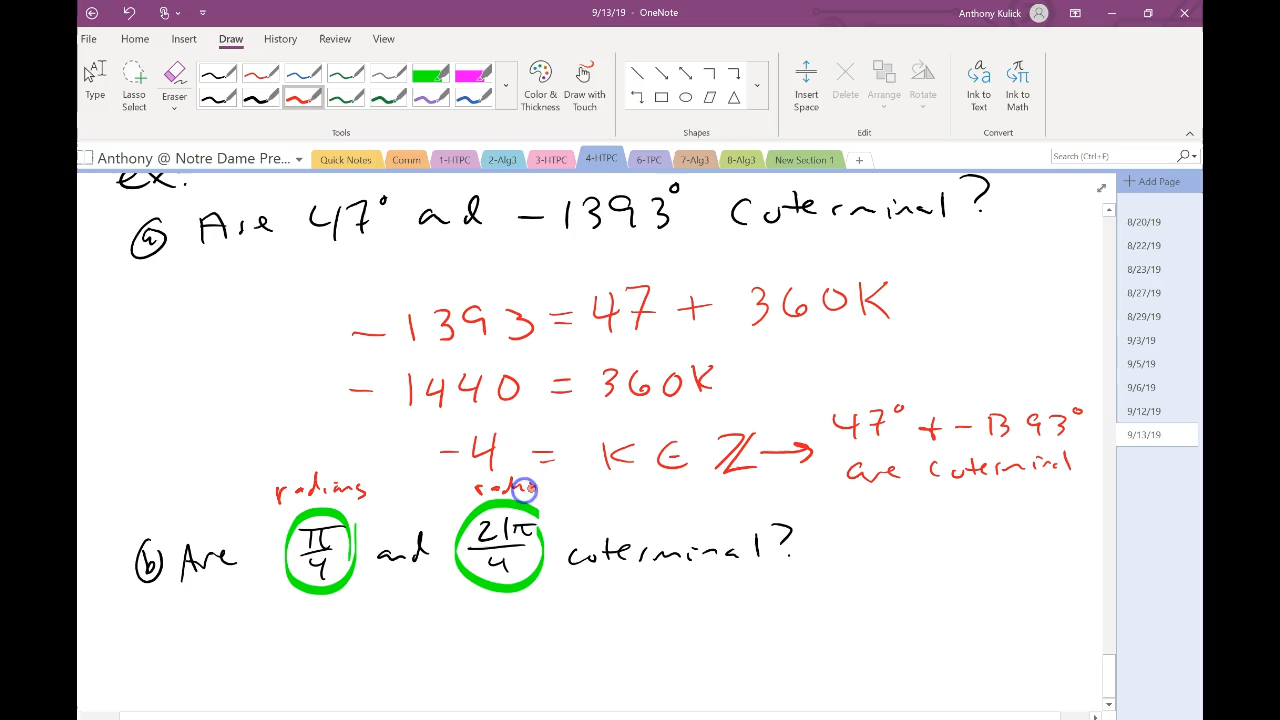 9/13/19 - OneNote
Anthony Kulick
File Home Insert Draw History Review View
Type
Lasso Select
Eraser
Color & Thickness
Draw with Touch
Insert Space
Delete
Arrange
Rotate
Ink to Text
Ink to Math
Tools
Shapes
Edit
Convert
Anthony @ Notre Dame Pre...
Quick Notes Comm 1-HTPC 2-Alg3 3-HTPC 4-HTPC 6-TPC 7-Alg3 8-Alg3 New Section 1
Search (Ctrl+F)
Add Page
8/20/19
8/22/19
8/23/19
8/27/19
8/29/19
9/3/19
9/5/19
9/6/19
9/12/19
9/13/19
ex:
ⓐ Are 47° and -1393° coterminal?
-1393 = 47 + 360K
-1440 = 360K
-4 = K ∈ ℤ → 47° + -1393° are coterminal
radians radia
ⓑ Are π/4 and 21π/4 coterminal?